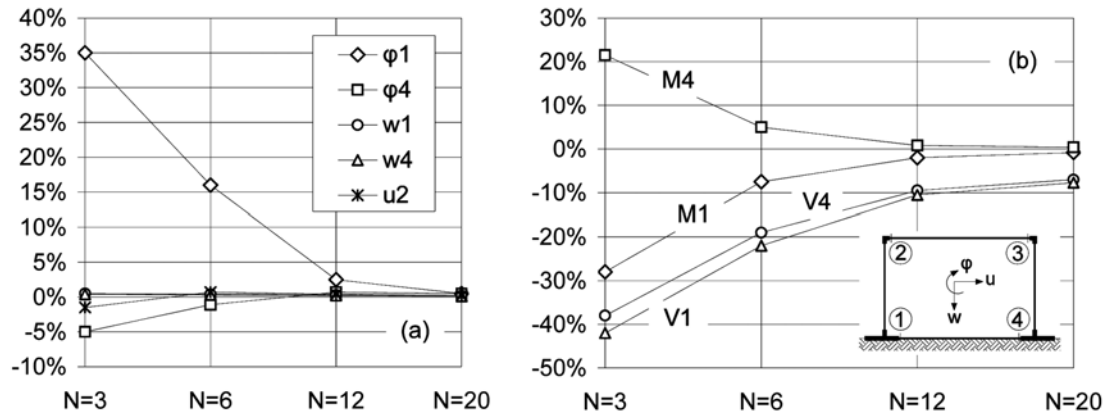 40%
35%
30%
25%
20%
15%
10%
5%
0%
-5%
-10%
N=3 N=6 N=12 N=20
φ1
φ4
w1
w4
u2
(a)
30%
20%
10%
0%
-10%
-20%
-30%
-40%
-50%
N=3 N=6 N=12 N=20
(b)
M4
M1
V4
V1
2 3
φ
u
w
1 4